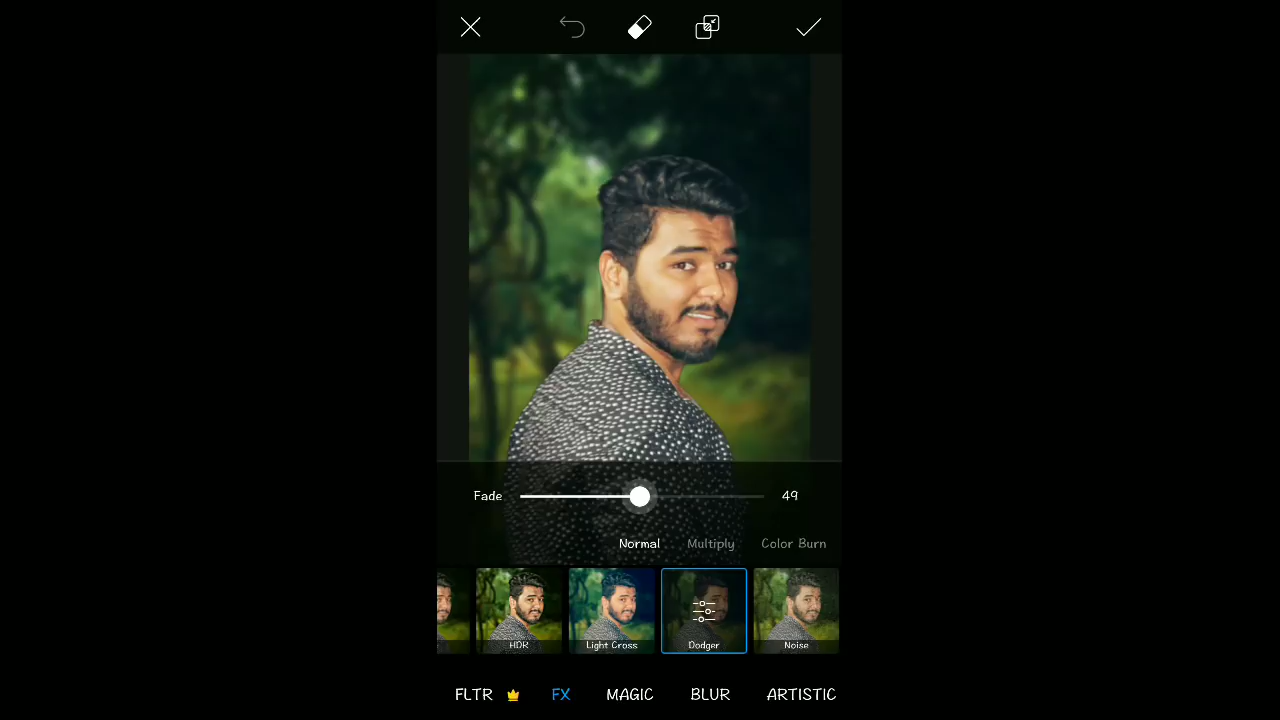 Fade 49
Normal Multiply Color Burn
HDR Light Cross Dodger Noise
FLTR FX MAGIC BLUR ARTISTIC